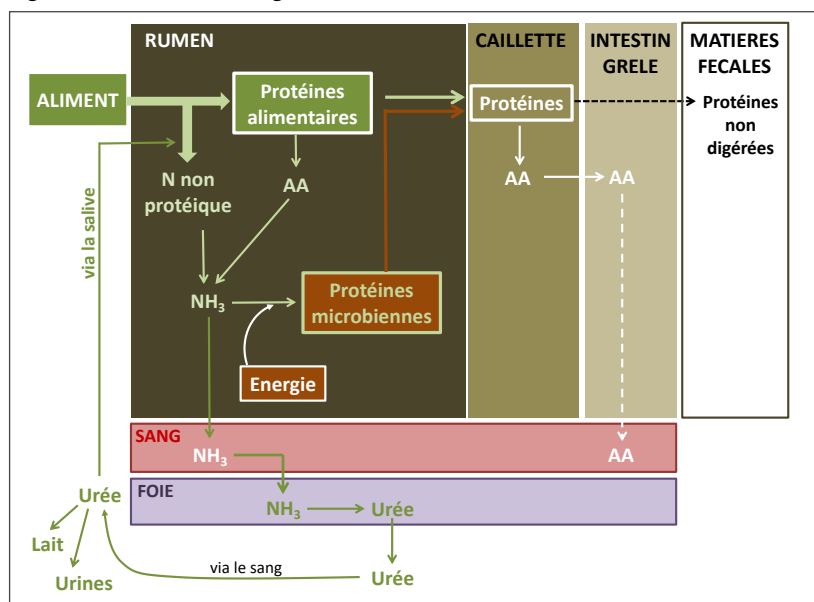 RUMEN
CAILLETTE
INTESTIN
GRELE
MATIERES
FECALES
ALIMENT
Protéines
alimentaires
Protéines
Protéines
non
digérées
N non
protéique
AA
AA
AA
via la salive
NH₃
Protéines
microbiennes
Energie
SANG
NH₃
AA
FOIE
NH₃
Urée
Urée
Lait
Urines
via le sang
Urée